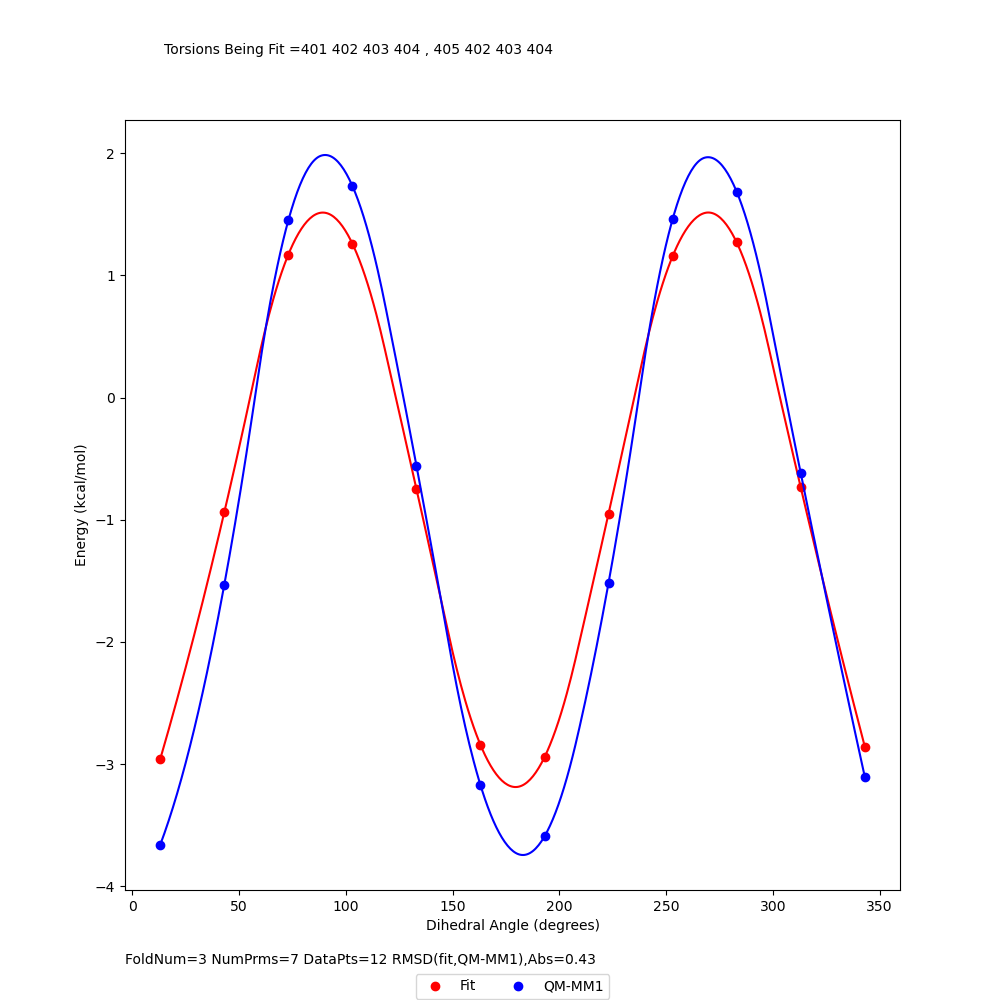 Torsions Being Fit =401 402 403 404 , 405 402 403 404
2
1
0
−1
−2
−3
−4
Energy (kcal/mol)
0 50 100 150 200 250 300 350
Dihedral Angle (degrees)
FoldNum=3 NumPrms=7 DataPts=12 RMSD(fit,QM-MM1),Abs=0.43
Fit QM-MM1